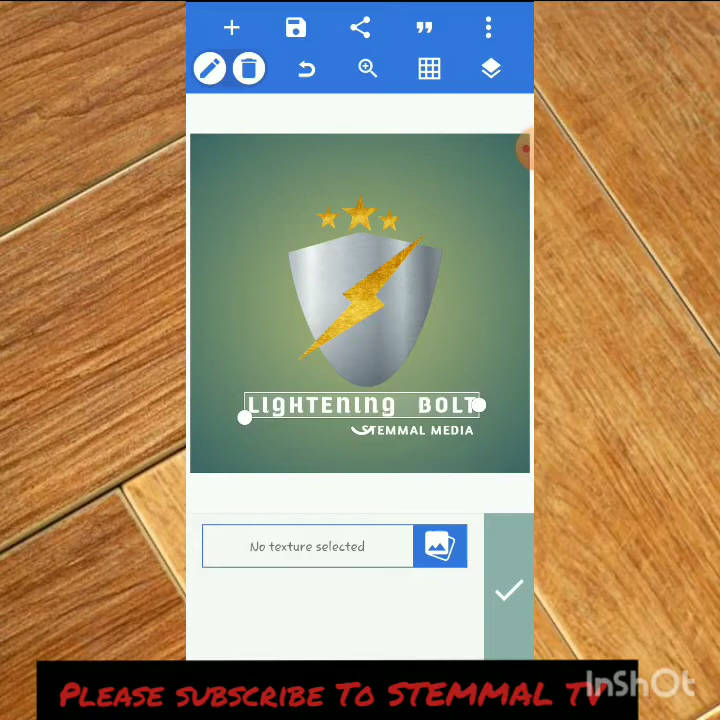 LIGHTENING BOLT
STEMMAL MEDIA
No texture selected
PLEASE SUBSCRIBE TO STEMMAL TV
InShOt